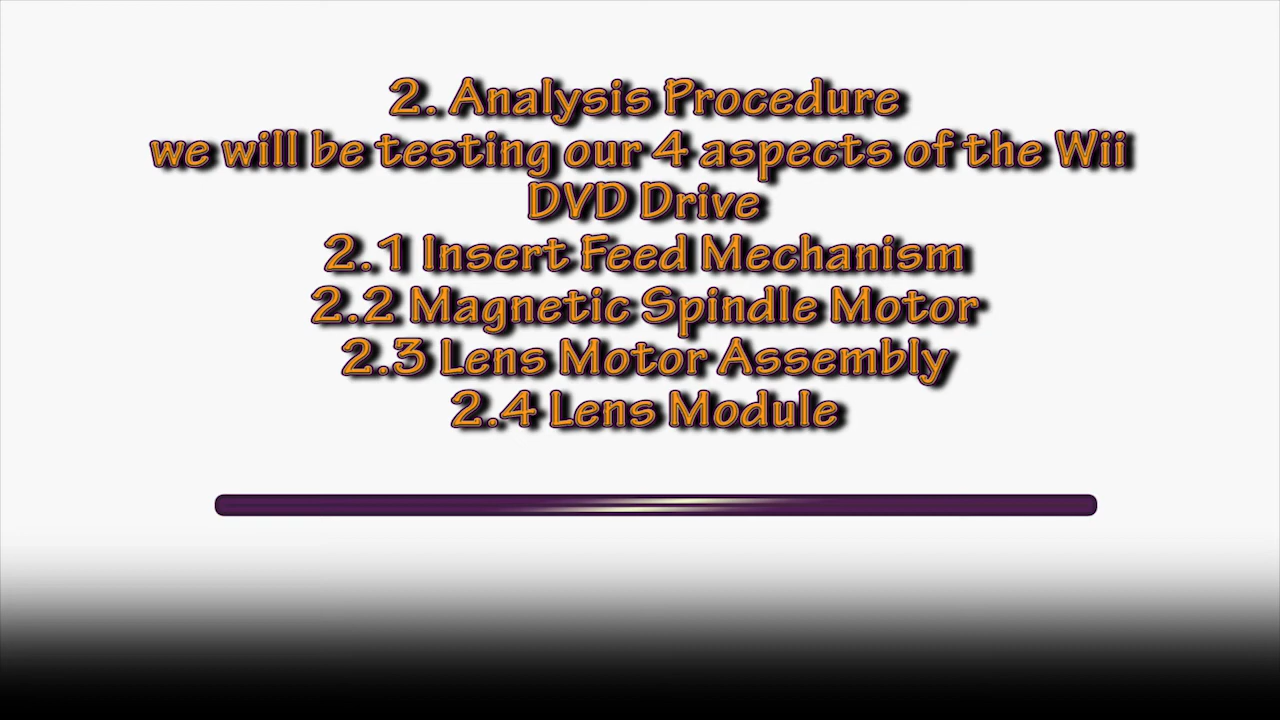 2. Analysis Procedure
we will be testing our 4 aspects of the Wii
DVD Drive
2.1 Insert Feed Mechanism
2.2 Magnetic Spindle Motor
2.3 Lens Motor Assembly
2.4 Lens Module